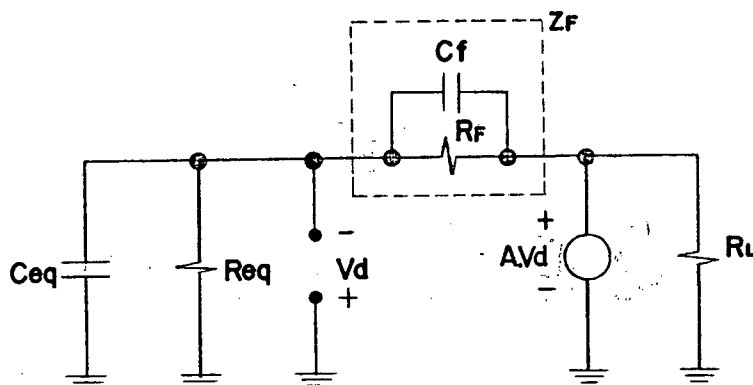 ZF
Cf
RF
Ceq
Req
-
Vd
+
+
A.Vd
-
RL